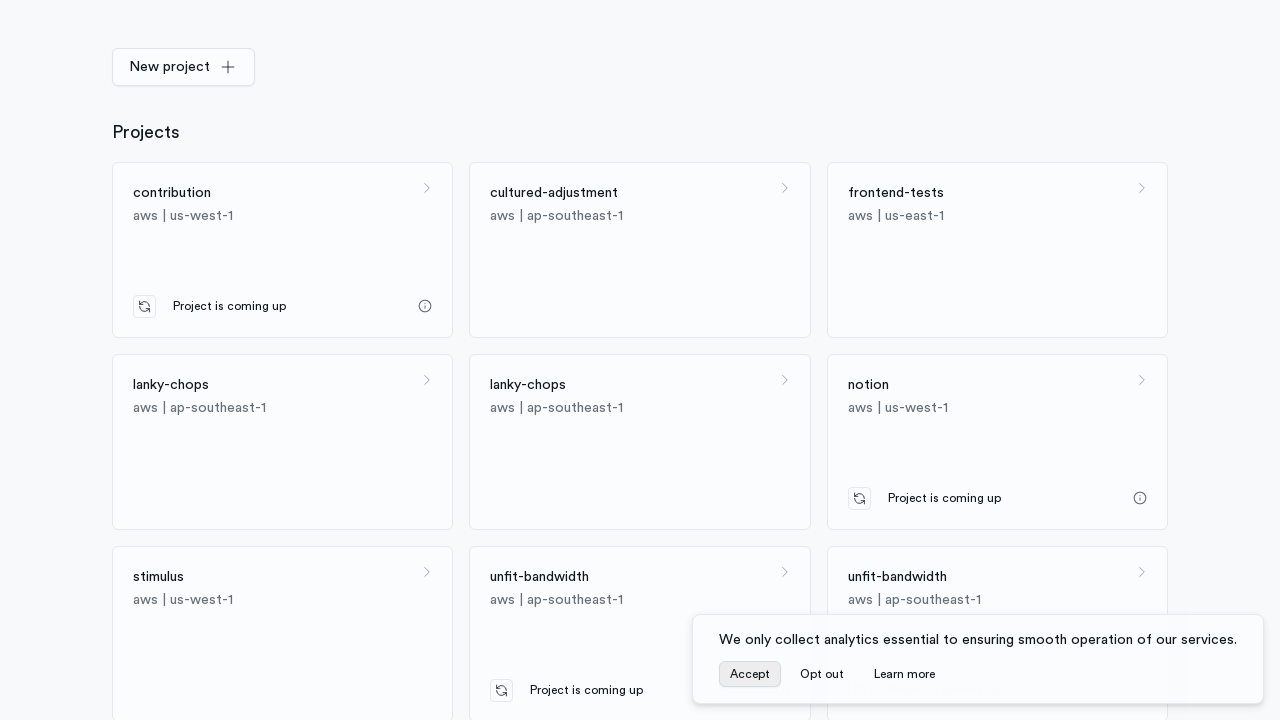 New project
Projects
contribution
aws | us-west-1
Project is coming up
cultured-adjustment
aws | ap-southeast-1
frontend-tests
aws | us-east-1
lanky-chops
aws | ap-southeast-1
lanky-chops
aws | ap-southeast-1
notion
aws | us-west-1
Project is coming up
stimulus
aws | us-west-1
unfit-bandwidth
aws | ap-southeast-1
Project is coming up
unfit-bandwidth
aws | ap-southeast-1
We only collect analytics essential to ensuring smooth operation of our services.
Accept
Opt out
Learn more